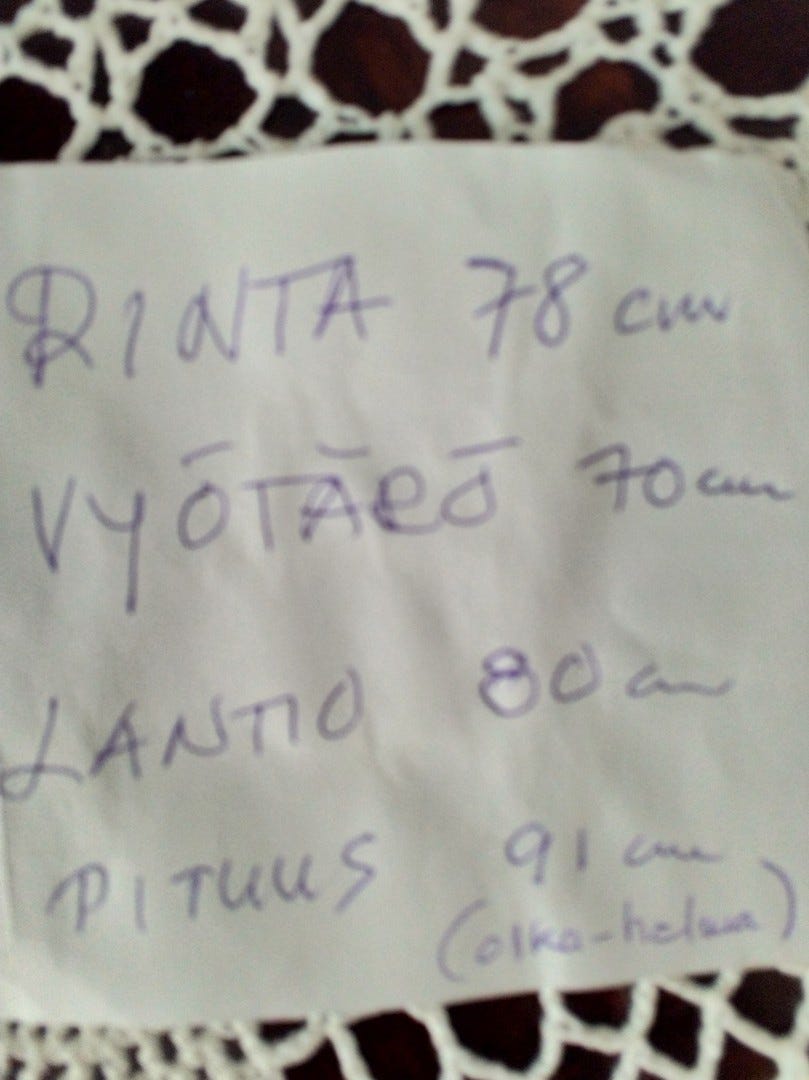 RINTA 78 cm
VYÖTÄRÖ 70 cm
LANTIO 80 cm
PITUUS 91 cm
(olka-helma)